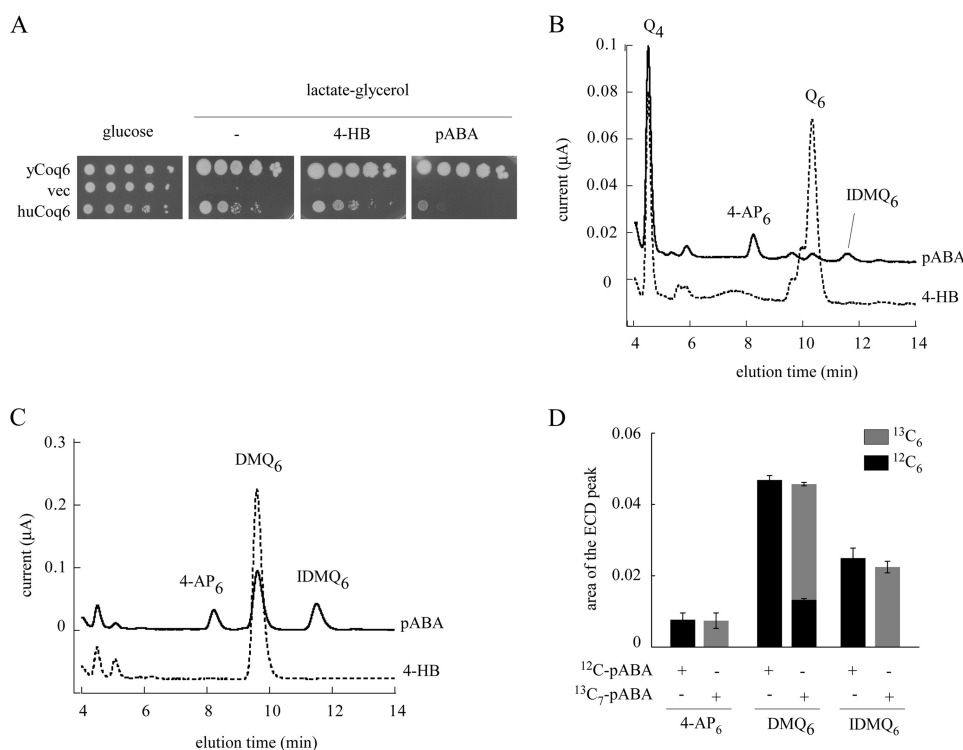 A
lactate-glycerol
glucose - 4-HB pABA
yCoq6
vec
huCoq6
B
Q4
0.1
0.08
Q6
0.06
0.04
4-AP6 IDMQ6
0.02
pABA
0
4-HB
current (µA)
4 6 8 10 12 14
elution time (min)
C
0.3
DMQ6
0.2
0.1
4-AP6 IDMQ6
0 pABA
4-HB
current (µA)
4 6 8 10 12 14
elution time (min)
D
0.06
13C6
12C6
0.04
0.02
0
area of the ECD peak
12C-pABA + - + - + -
13C7-pABA - + - + - +
4-AP6 DMQ6 IDMQ6